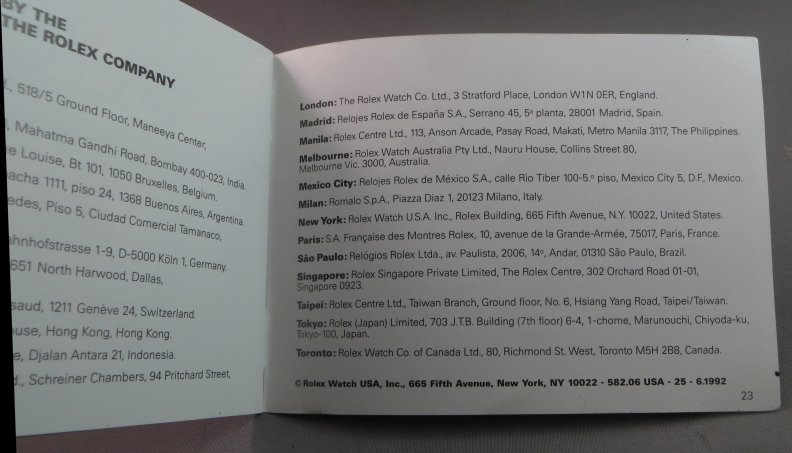 BY THE
THE ROLEX COMPANY
518/5 Ground Floor, Maneeya Center,
Mahatma Gandhi Road, Bombay 400-023, India.
Louise, Bt 101, 1050 Bruxelles, Belgium.
1111, piso 24, 1368 Buenos Aires, Argentina.
Piso 5, Ciudad Comercial Tamanaco,
1-9, D-5000 Köln 1, Germany.
651 North Harwood, Dallas,
1211 Genève 24, Switzerland.
Hong Kong, Hong Kong.
Djalan Antara 21, Indonesia.
Schreiner Chambers, 94 Pritchard Street,
London: The Rolex Watch Co. Ltd., 3 Stratford Place, London W1N 0ER, England.
Madrid: Relojes Rolex de España S.A., Serrano 45, 5ª planta, 28001 Madrid, Spain.
Manila: Rolex Centre Ltd., 113, Anson Arcade, Pasay Road, Makati, Metro Manila 3117, The Philippines.
Melbourne: Rolex Watch Australia Pty Ltd., Nauru House, Collins Street 80,
Melbourne Vic. 3000, Australia.
Mexico City: Relojes Rolex de México S.A., calle Rio Tiber 100-5.º piso, Mexico City 5, D.F., Mexico.
Milan: Romalo S.p.A., Piazza Diaz 1, 20123 Milano, Italy.
New York: Rolex Watch U.S.A. Inc., Rolex Building, 665 Fifth Avenue, N.Y. 10022, United States.
Paris: S.A. Française des Montres Rolex, 10, avenue de la Grande-Armée, 75017, Paris, France.
São Paulo: Relógios Rolex Ltda., av. Paulista, 2006, 14º, Andar, 01310 São Paulo, Brazil.
Singapore: Rolex Singapore Private Limited, The Rolex Centre, 302 Orchard Road 01-01,
Singapore 0923.
Taipei: Rolex Centre Ltd., Taiwan Branch, Ground floor, No. 6, Hsiang Yang Road, Taipei/Taiwan.
Tokyo: Rolex (Japan) Limited, 703 J.T.B. Building (7th floor) 6-4, 1-chome, Marunouchi, Chiyoda-ku,
Tokyo-100, Japan.
Toronto: Rolex Watch Co. of Canada Ltd., 80, Richmond St. West, Toronto M5H 2B8, Canada.
© Rolex Watch USA, Inc., 665 Fifth Avenue, New York, NY 10022 - 582.06 USA - 25 - 6.1992
23